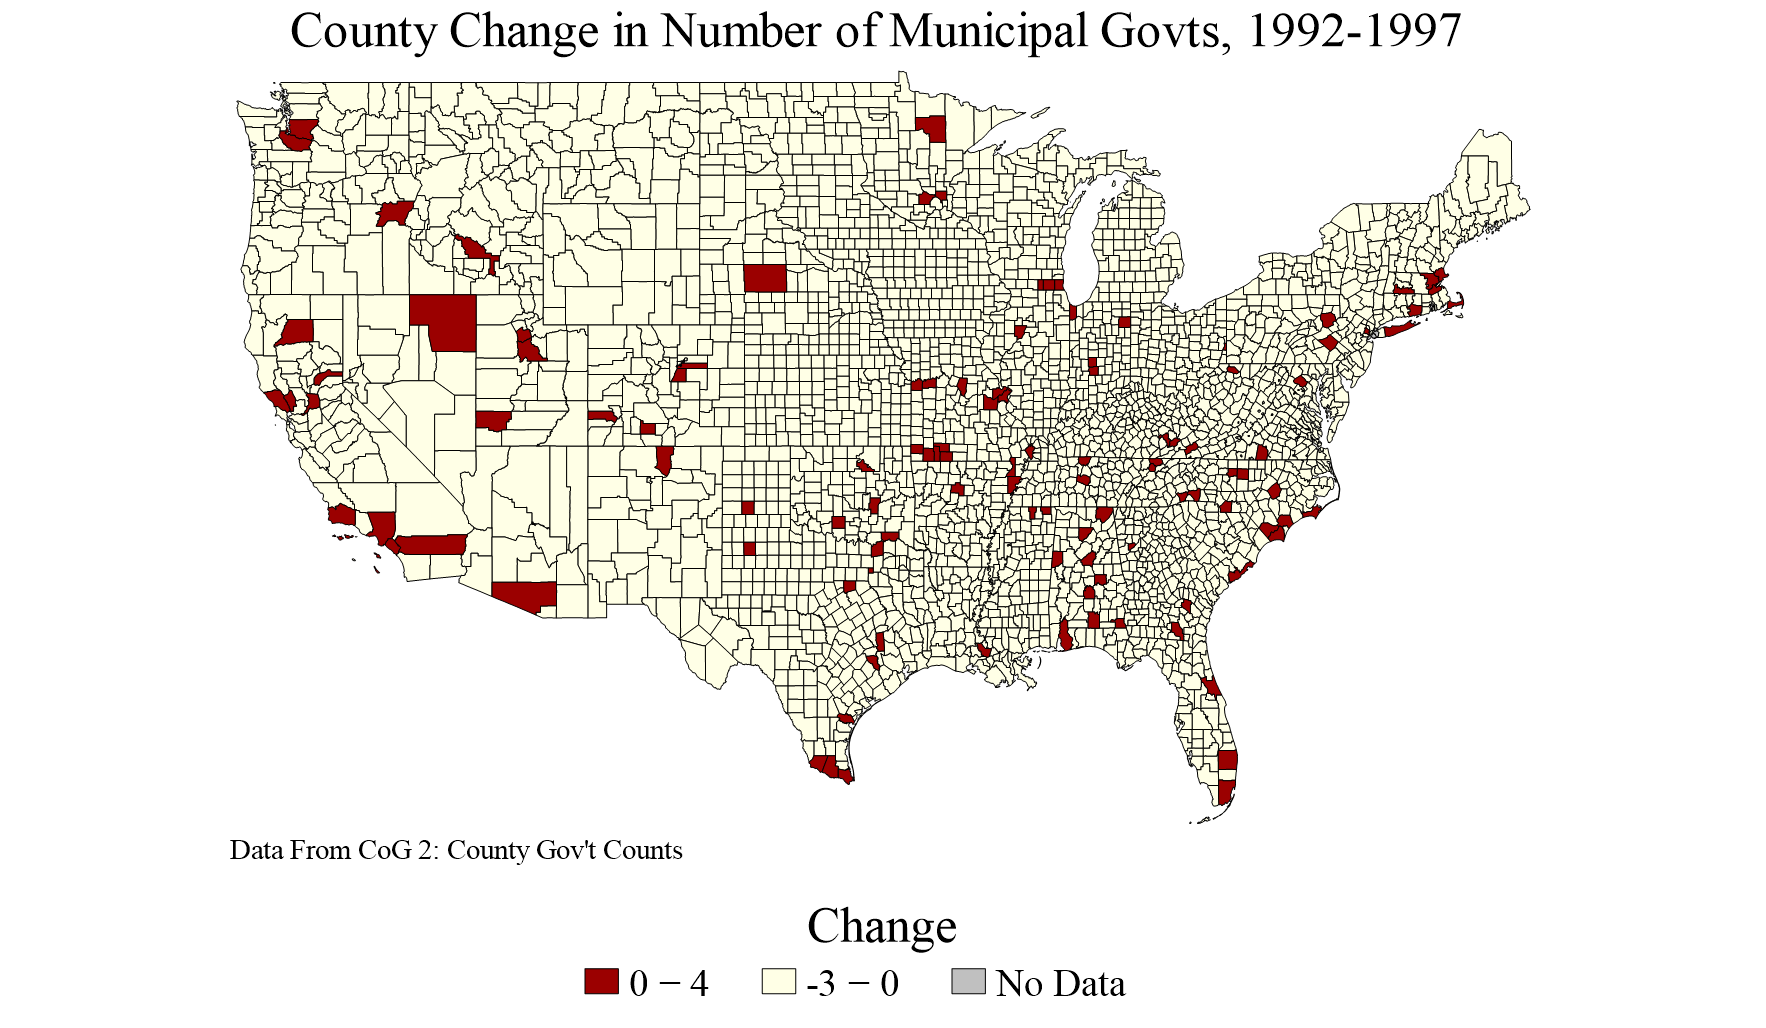 County Change in Number of Municipal Govts, 1992-1997
Data From CoG 2: County Gov't Counts
Change
0 − 4
-3 − 0
No Data